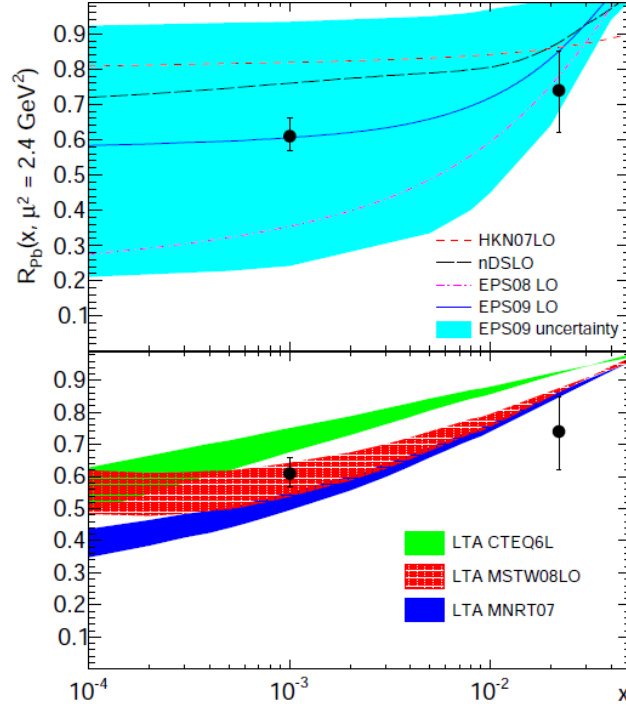 0.9
0.8
0.7
0.6
0.5
0.4
0.3
0.2
0.1
R_Pb(x, μ² = 2.4 GeV²)
HKN07LO
nDSLO
EPS08 LO
EPS09 LO
EPS09 uncertainty
0.9
0.8
0.7
0.6
0.5
0.4
0.3
0.2
0.1
LTA CTEQ6L
LTA MSTW08LO
LTA MNRT07
10⁻⁴
10⁻³
10⁻²
x